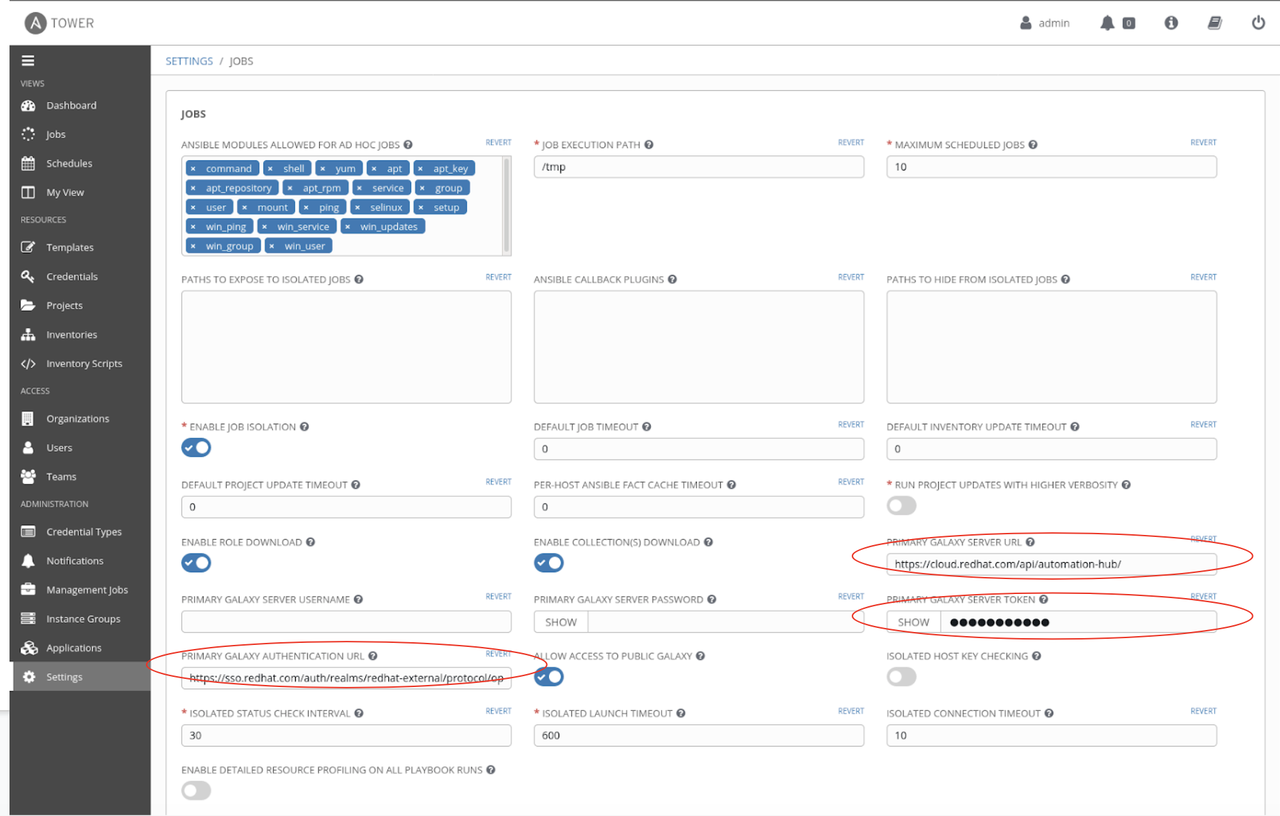 TOWER
admin
0
SETTINGS / JOBS
VIEWS
Dashboard
Jobs
Schedules
My View
RESOURCES
Templates
Credentials
Projects
Inventories
Inventory Scripts
ACCESS
Organizations
Users
Teams
ADMINISTRATION
Credential Types
Notifications
Management Jobs
Instance Groups
Applications
Settings
JOBS
ANSIBLE MODULES ALLOWED FOR AD HOC JOBS ? REVERT
× command × shell × yum × apt × apt_key
× apt_repository × apt_rpm × service × group
× user × mount × ping × selinux × setup
× win_ping × win_service × win_updates
× win_group × win_user
* JOB EXECUTION PATH ? REVERT
/tmp
* MAXIMUM SCHEDULED JOBS ? REVERT
10
PATHS TO EXPOSE TO ISOLATED JOBS ? REVERT
ANSIBLE CALLBACK PLUGINS ? REVERT
PATHS TO HIDE FROM ISOLATED JOBS ? REVERT
* ENABLE JOB ISOLATION ?
DEFAULT JOB TIMEOUT ? REVERT
0
DEFAULT INVENTORY UPDATE TIMEOUT ? REVERT
0
DEFAULT PROJECT UPDATE TIMEOUT ? REVERT
0
PER-HOST ANSIBLE FACT CACHE TIMEOUT ? REVERT
0
* RUN PROJECT UPDATES WITH HIGHER VERBOSITY ?
ENABLE ROLE DOWNLOAD ?
ENABLE COLLECTION(S) DOWNLOAD ?
PRIMARY GALAXY SERVER URL ? REVERT
https://cloud.redhat.com/api/automation-hub/
PRIMARY GALAXY SERVER USERNAME ? REVERT
PRIMARY GALAXY SERVER PASSWORD ? REVERT
SHOW
PRIMARY GALAXY SERVER TOKEN ? REVERT
SHOW ●●●●●●●●●●●
PRIMARY GALAXY AUTHENTICATION URL ? REVERT
https://sso.redhat.com/auth/realms/redhat-external/protocol/op
ALLOW ACCESS TO PUBLIC GALAXY ?
ISOLATED HOST KEY CHECKING ?
* ISOLATED STATUS CHECK INTERVAL ? REVERT
30
* ISOLATED LAUNCH TIMEOUT ? REVERT
600
ISOLATED CONNECTION TIMEOUT ? REVERT
10
ENABLE DETAILED RESOURCE PROFILING ON ALL PLAYBOOK RUNS ?